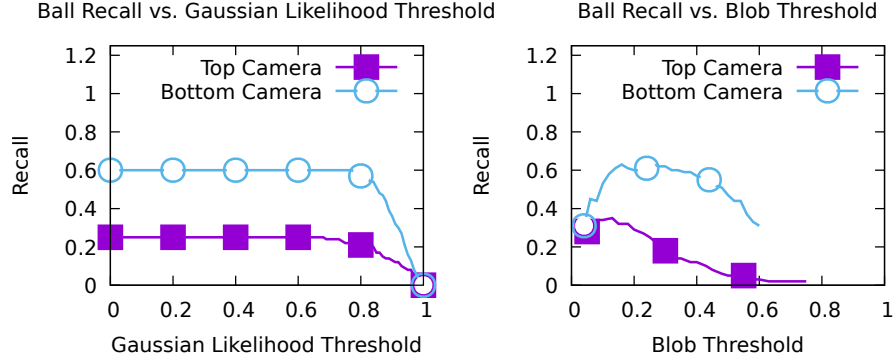 Ball Recall vs. Gaussian Likelihood Threshold
Recall
1.2
1
0.8
0.6
0.4
0.2
0
Top Camera
Bottom Camera
0 0.2 0.4 0.6 0.8 1
Gaussian Likelihood Threshold
Ball Recall vs. Blob Threshold
Recall
1.2
1
0.8
0.6
0.4
0.2
0
Top Camera
Bottom Camera
0 0.2 0.4 0.6 0.8 1
Blob Threshold